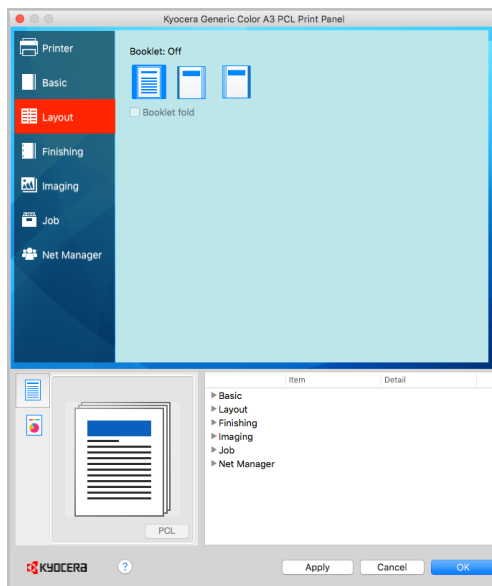 Kyocera Generic Color A3 PCL Print Panel
Printer
Basic
Layout
Finishing
Imaging
Job
Net Manager
Booklet: Off
Booklet fold
Item Detail
Basic
Layout
Finishing
Imaging
Job
Net Manager
PCL
KYOCERA
?
Apply Cancel OK